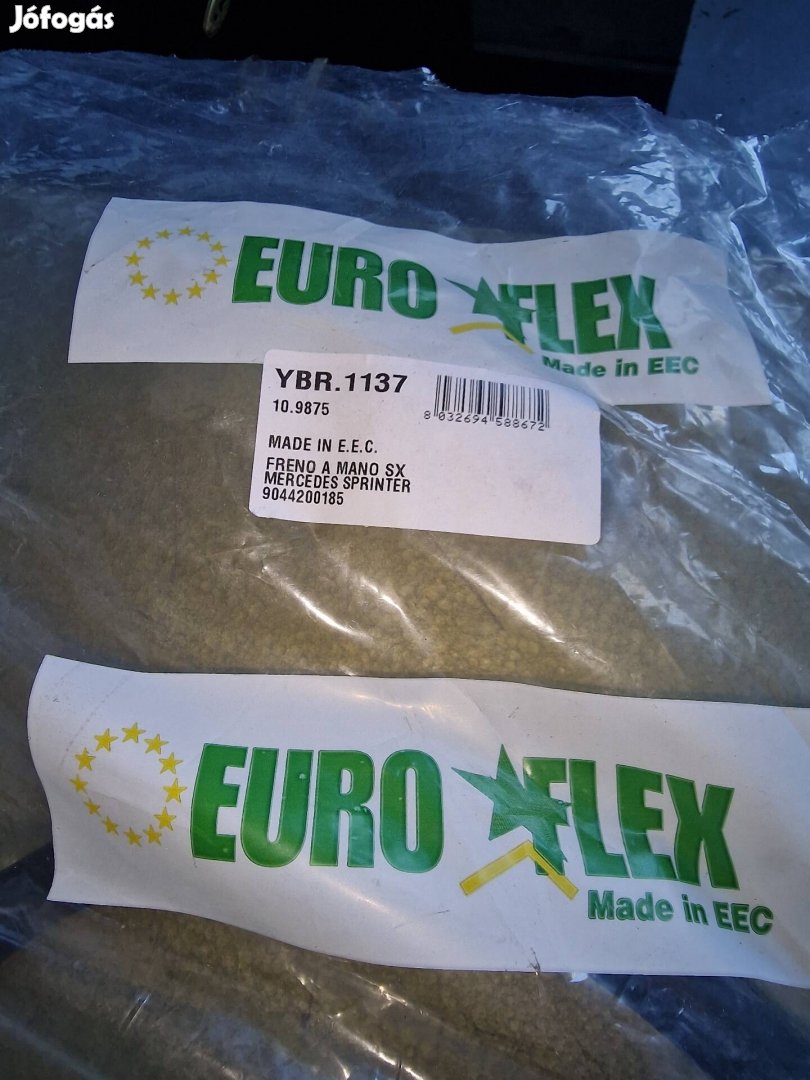 Jófogás
EURO FLEX
Made in EEC
YBR.1137
10.9875
8 032694 588672
MADE IN E.E.C.
FRENO A MANO SX
MERCEDES SPRINTER
9044200185
EURO FLEX
Made in EEC